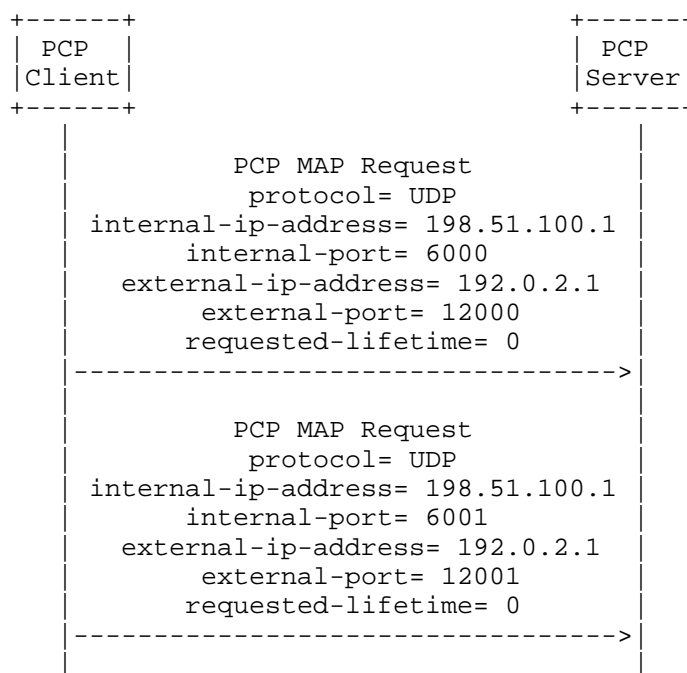 PCP PCP
Client Server
PCP MAP Request
protocol= UDP
internal-ip-address= 198.51.100.1
internal-port= 6000
external-ip-address= 192.0.2.1
external-port= 12000
requested-lifetime= 0
PCP MAP Request
protocol= UDP
internal-ip-address= 198.51.100.1
internal-port= 6001
external-ip-address= 192.0.2.1
external-port= 12001
requested-lifetime= 0